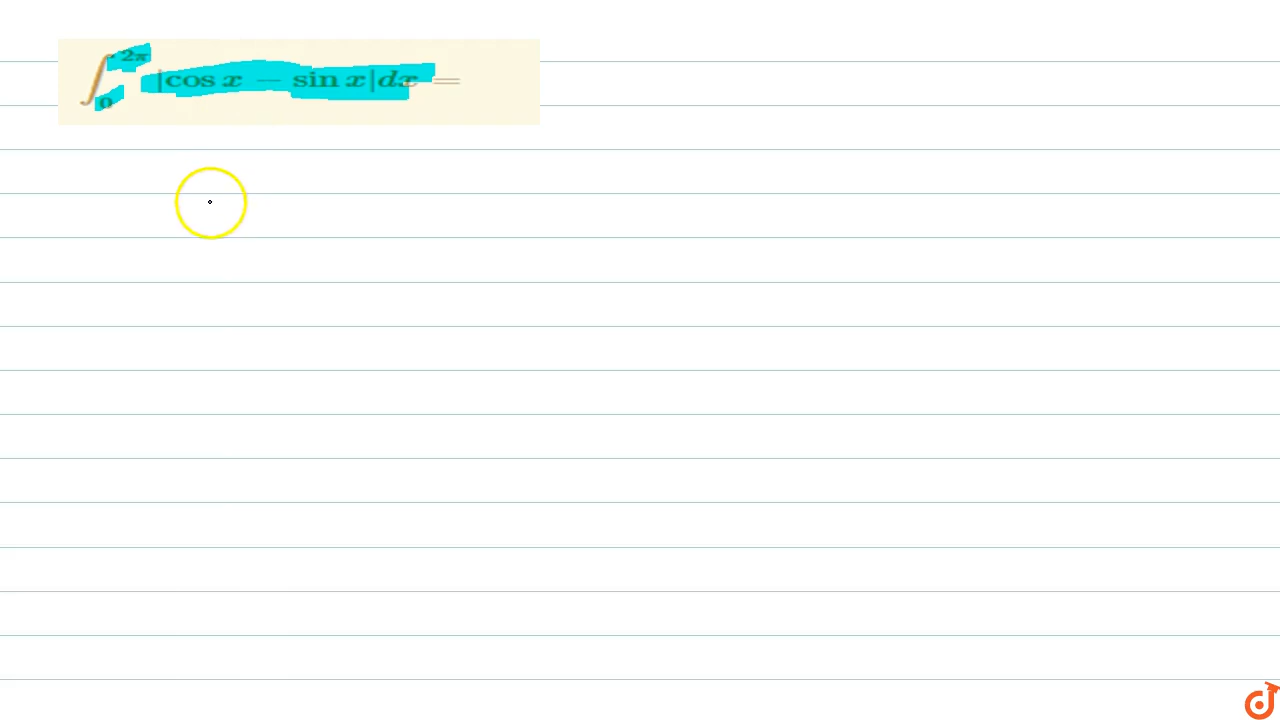 ∫₀^{2π} |cos x − sin x|dx =